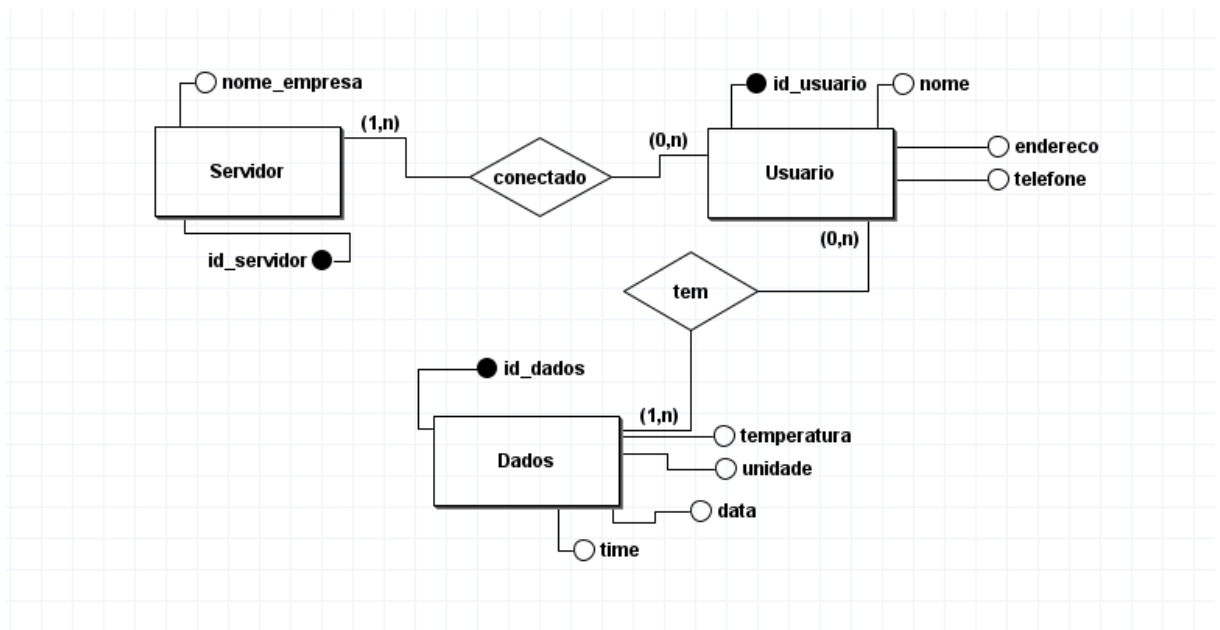 nome_empresa
id_usuario
nome
(1,n)
(0,n)
endereco
Servidor
conectado
Usuario
telefone
(0,n)
id_servidor
tem
id_dados
(1,n)
temperatura
Dados
unidade
data
time